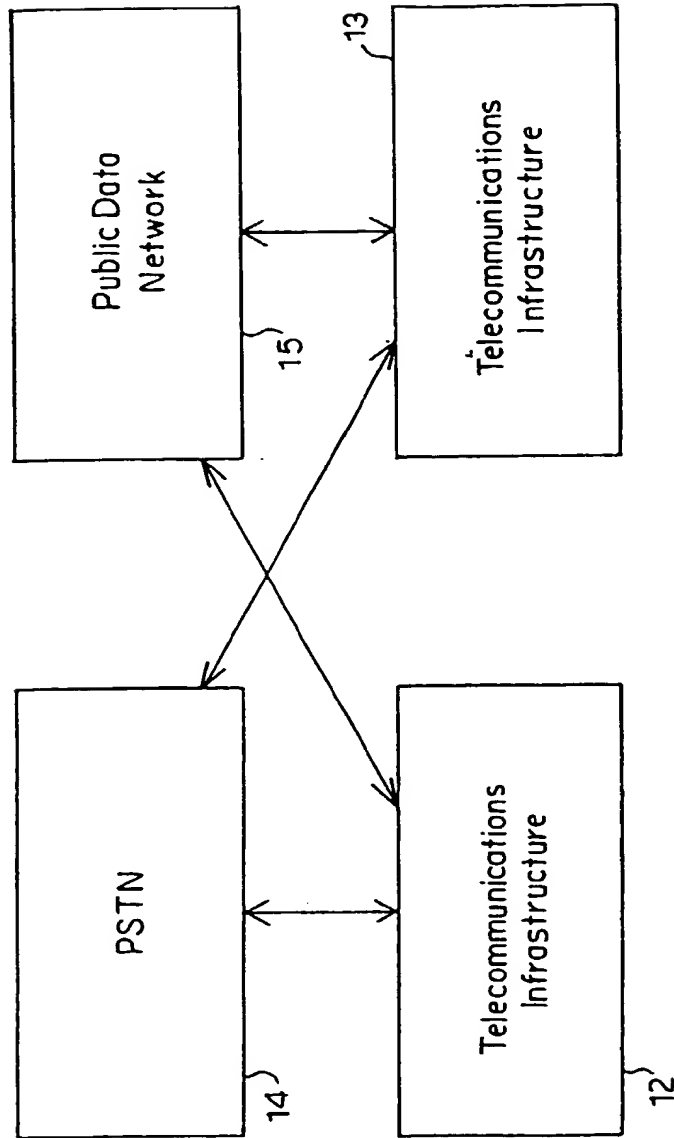 PSTN
14
Public Data
Network
15
Telecommunications
Infrastructure
12
Telecommunications
Infrastructure
13